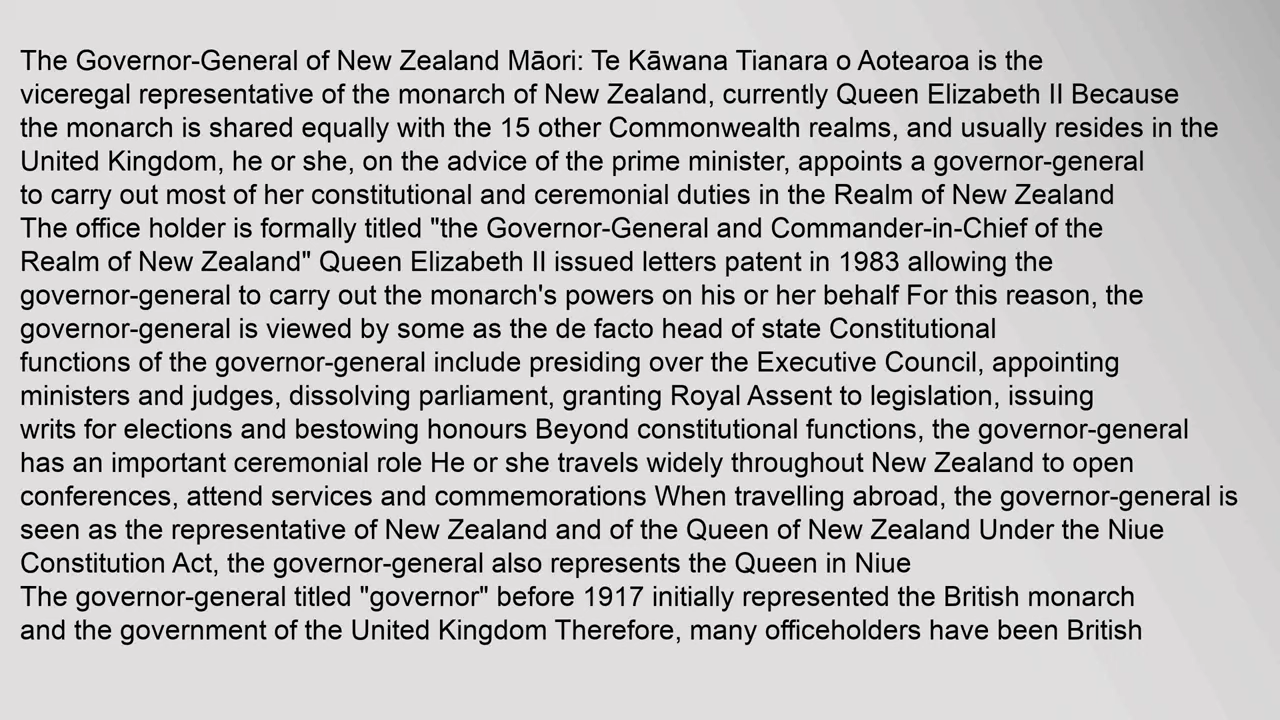 The Governor-General of New Zealand Māori: Te Kāwana Tianara o Aotearoa is the
viceregal representative of the monarch of New Zealand, currently Queen Elizabeth II Because
the monarch is shared equally with the 15 other Commonwealth realms, and usually resides in the
United Kingdom, he or she, on the advice of the prime minister, appoints a governor-general
to carry out most of her constitutional and ceremonial duties in the Realm of New Zealand
The office holder is formally titled "the Governor-General and Commander-in-Chief of the
Realm of New Zealand" Queen Elizabeth II issued letters patent in 1983 allowing the
governor-general to carry out the monarch's powers on his or her behalf For this reason, the
governor-general is viewed by some as the de facto head of state Constitutional
functions of the governor-general include presiding over the Executive Council, appointing
ministers and judges, dissolving parliament, granting Royal Assent to legislation, issuing
writs for elections and bestowing honours Beyond constitutional functions, the governor-general
has an important ceremonial role He or she travels widely throughout New Zealand to open
conferences, attend services and commemorations When travelling abroad, the governor-general is
seen as the representative of New Zealand and of the Queen of New Zealand Under the Niue
Constitution Act, the governor-general also represents the Queen in Niue
The governor-general titled "governor" before 1917 initially represented the British monarch
and the government of the United Kingdom Therefore, many officeholders have been British